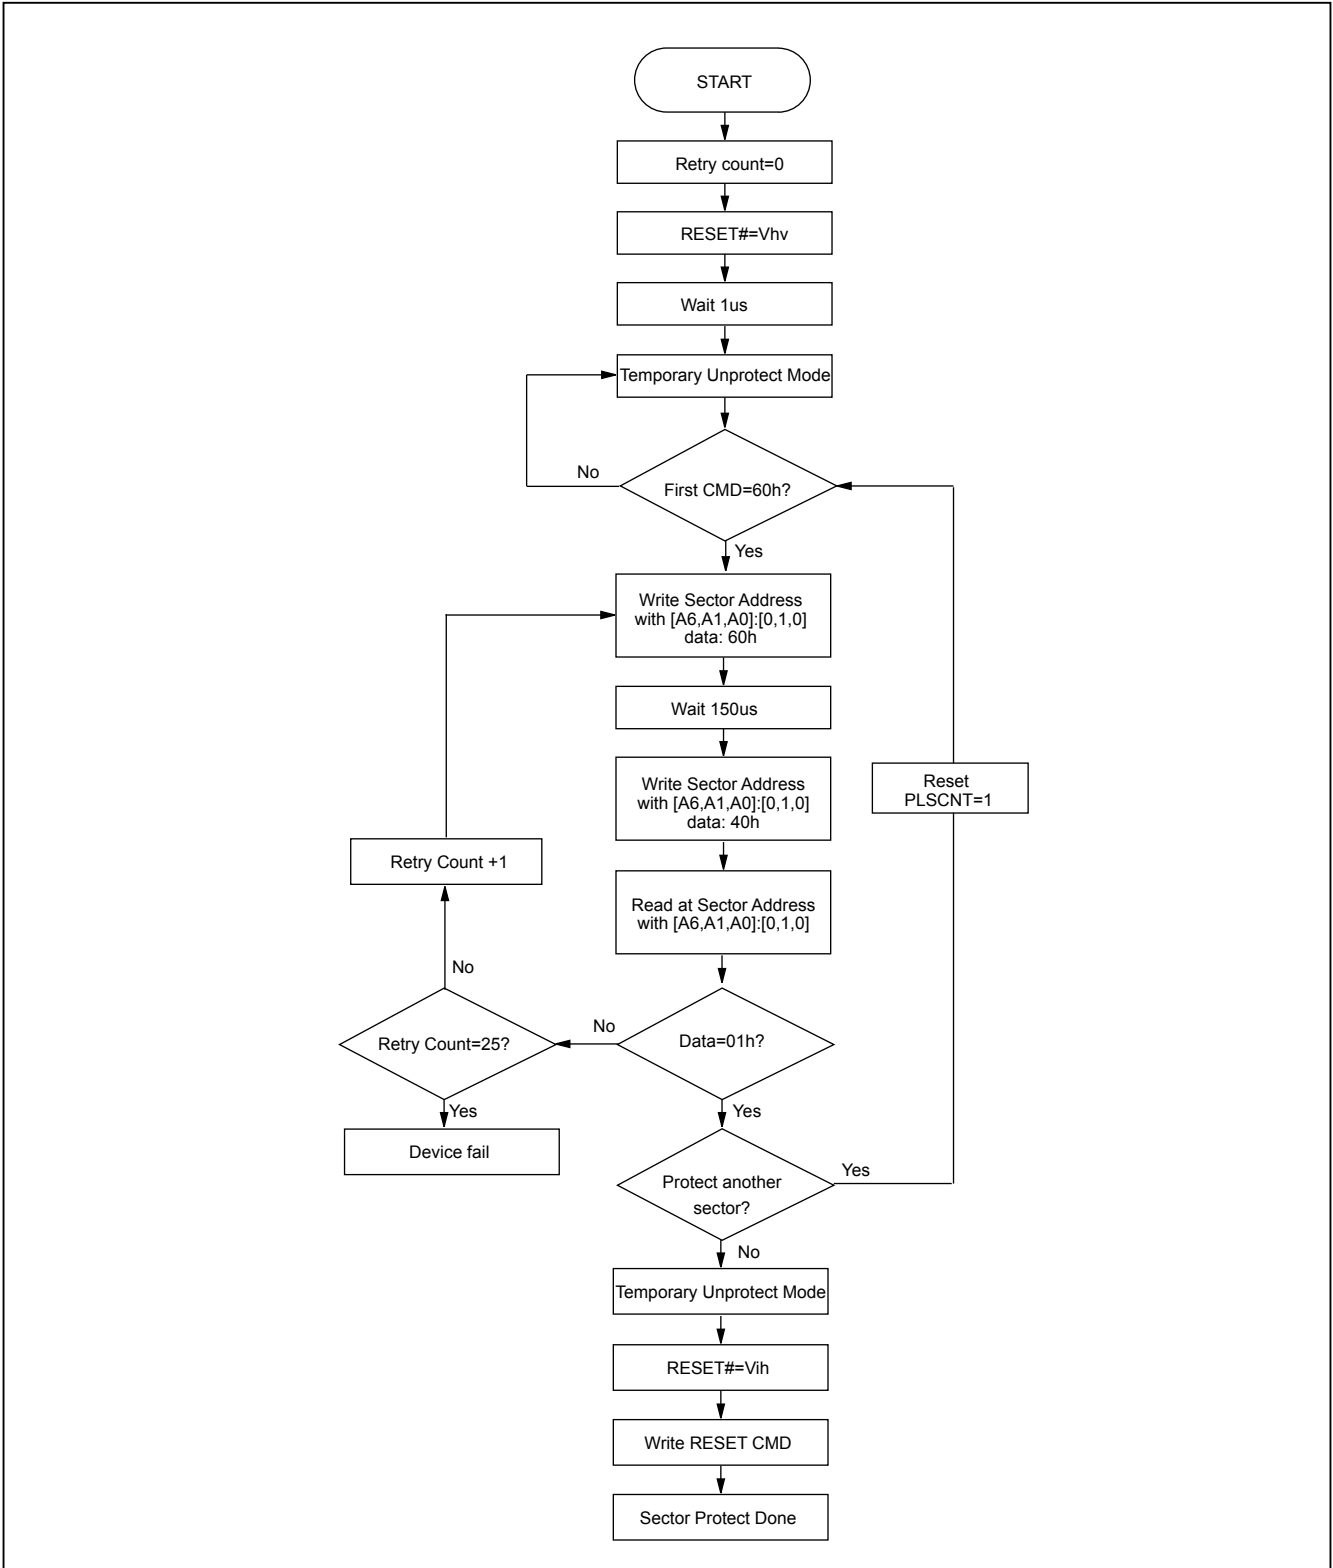 START
Retry count=0
RESET#=Vhv
Wait 1us
Temporary Unprotect Mode
No
First CMD=60h?
Yes
Write Sector Address
with [A6,A1,A0]:[0,1,0]
data: 60h
Wait 150us
Write Sector Address
with [A6,A1,A0]:[0,1,0]
data: 40h
Reset
PLSCNT=1
Retry Count +1
Read at Sector Address
with [A6,A1,A0]:[0,1,0]
No
Retry Count=25?
No
Data=01h?
Yes
Yes
Device fail
Protect another
sector?
Yes
No
Temporary Unprotect Mode
RESET#=Vih
Write RESET CMD
Sector Protect Done